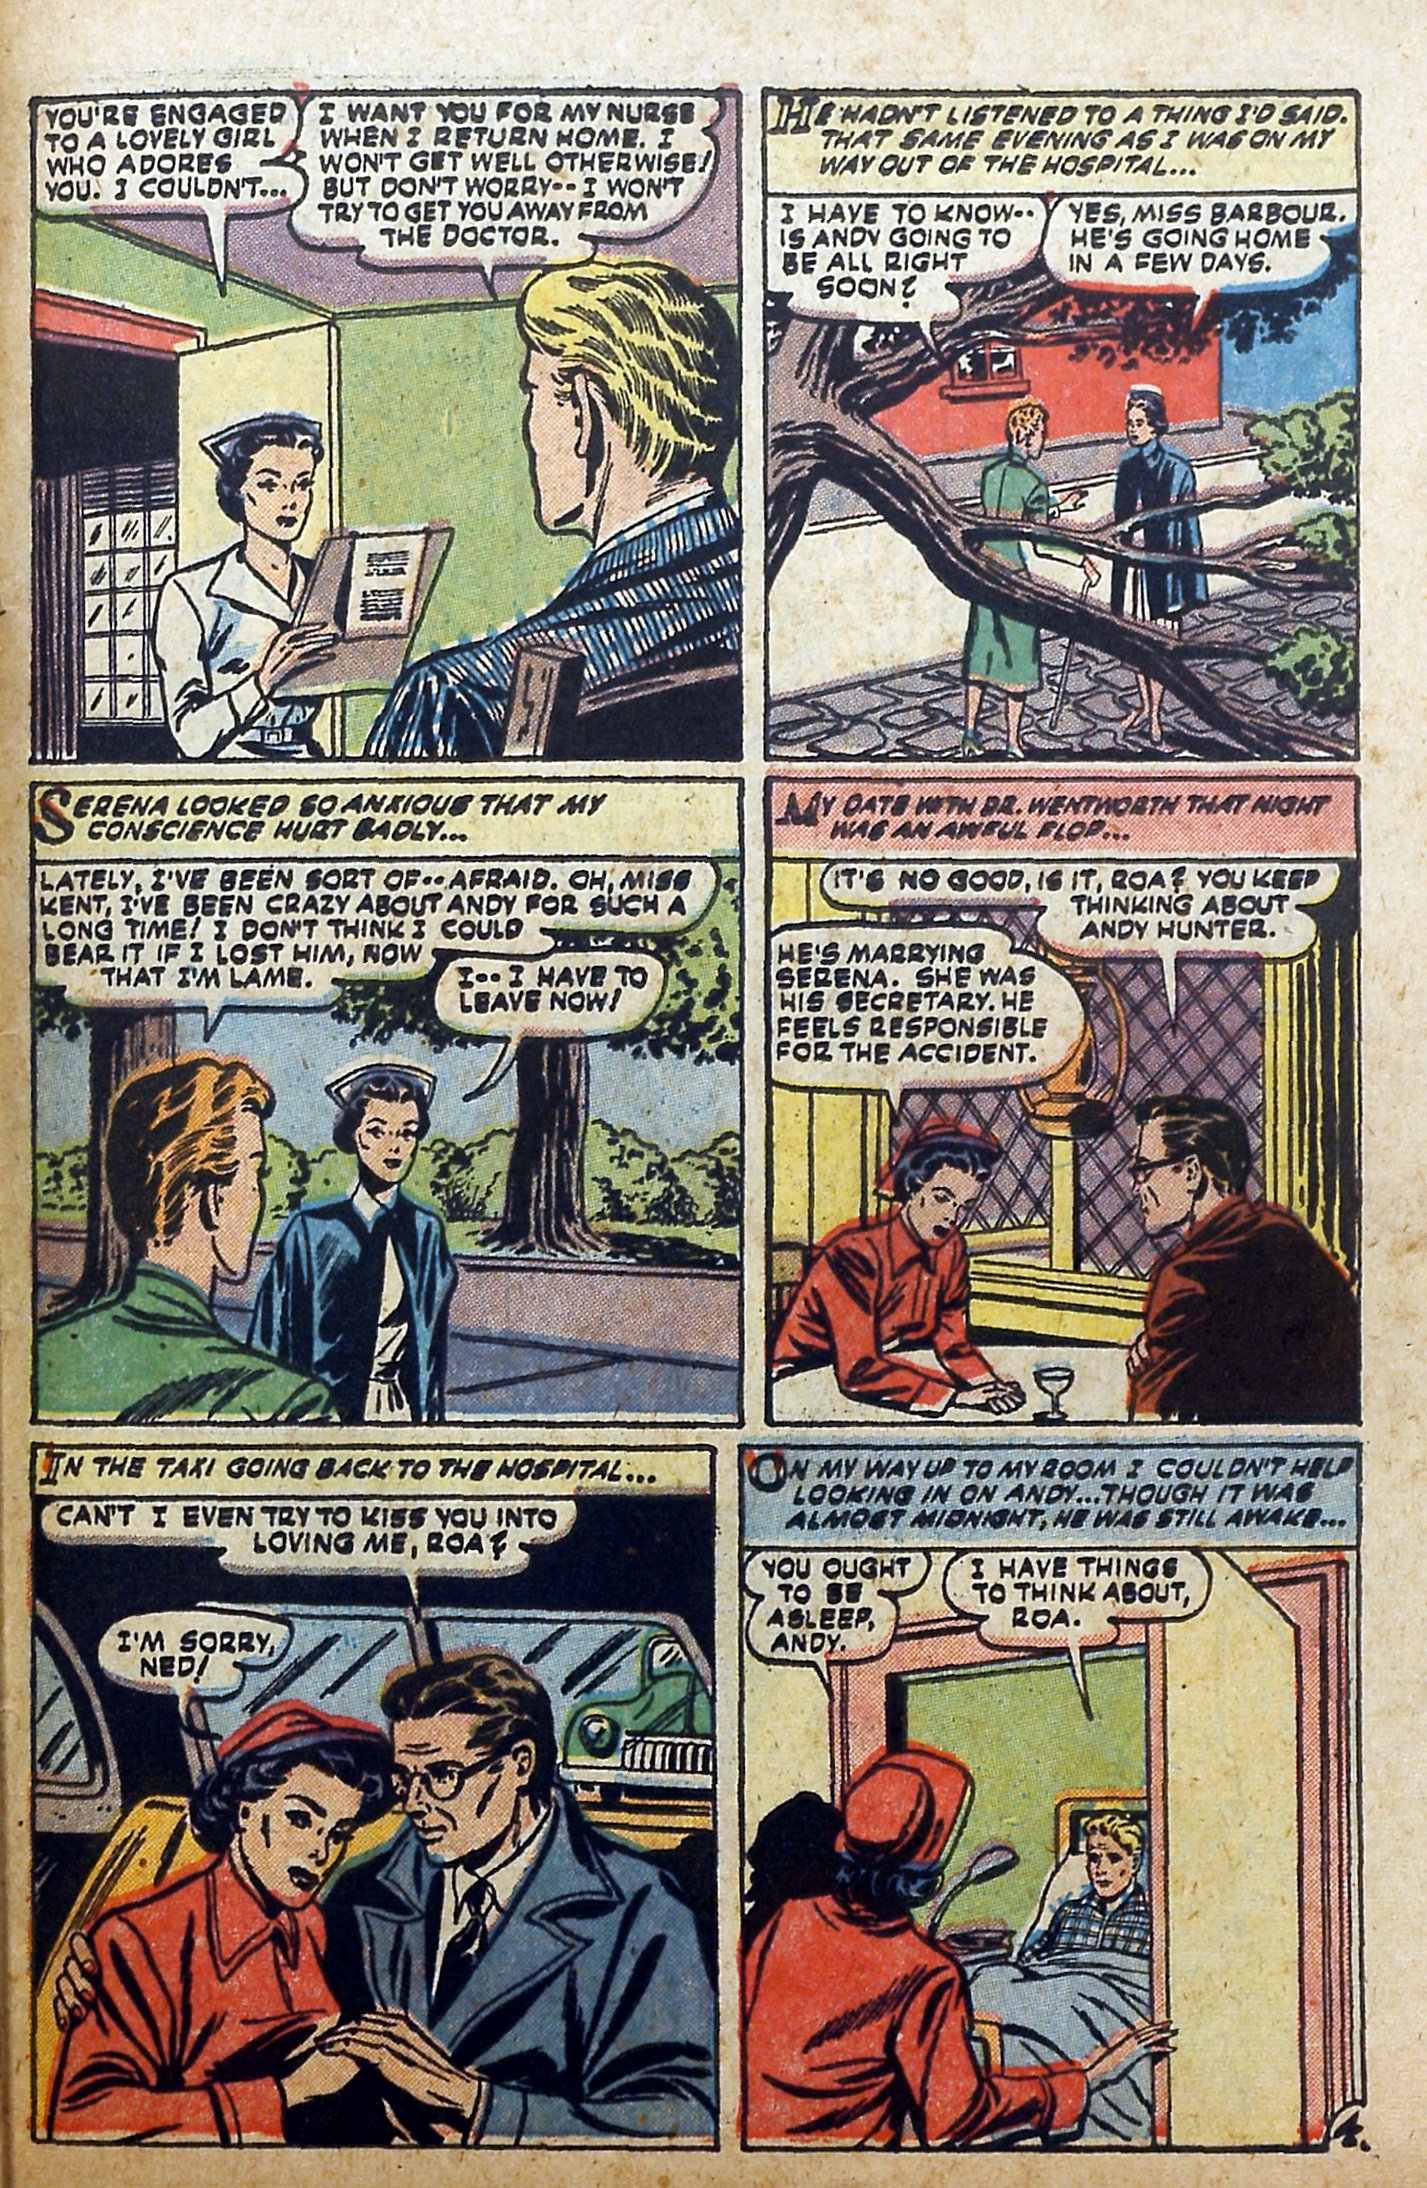 YOU'RE ENGAGED
TO A LOVELY GIRL
WHO ADORES
YOU. I COULDN'T...
I WANT YOU FOR MY NURSE
WHEN I RETURN HOME. I
WON'T GET WELL OTHERWISE!
BUT DON'T WORRY-- I WON'T
TRY TO GET YOU AWAY FROM
THE DOCTOR.
HE HADN'T LISTENED TO A THING I'D SAID.
THAT SAME EVENING AS I WAS ON MY
WAY OUT OF THE HOSPITAL...
I HAVE TO KNOW--
IS ANDY GOING TO
BE ALL RIGHT
SOON?
YES, MISS BARBOUR.
HE'S GOING HOME
IN A FEW DAYS.
SERENA LOOKED SO ANXIOUS THAT MY
CONSCIENCE HURT BADLY...
LATELY, I'VE BEEN SORT OF-- AFRAID. OH, MISS
KENT, I'VE BEEN CRAZY ABOUT ANDY FOR SUCH A
LONG TIME! I DON'T THINK I COULD
BEAR IT IF I LOST HIM, NOW
THAT I'M LAME.
I-- I HAVE TO
LEAVE NOW!
MY DATE WITH DR. WENTWORTH THAT NIGHT
WAS AN AWFUL FLOP...
IT'S NO GOOD, IS IT, ROA? YOU KEEP
THINKING ABOUT
ANDY HUNTER.
HE'S MARRYING
SERENA. SHE WAS
HIS SECRETARY. HE
FEELS RESPONSIBLE
FOR THE ACCIDENT.
IN THE TAXI GOING BACK TO THE HOSPITAL...
CAN'T I EVEN TRY TO KISS YOU INTO
LOVING ME, ROA?
I'M SORRY,
NED!
ON MY WAY UP TO MY ROOM I COULDN'T HELP
LOOKING IN ON ANDY...THOUGH IT WAS
ALMOST MIDNIGHT, HE WAS STILL AWAKE...
YOU OUGHT
TO BE
ASLEEP,
ANDY.
I HAVE THINGS
TO THINK ABOUT,
ROA.